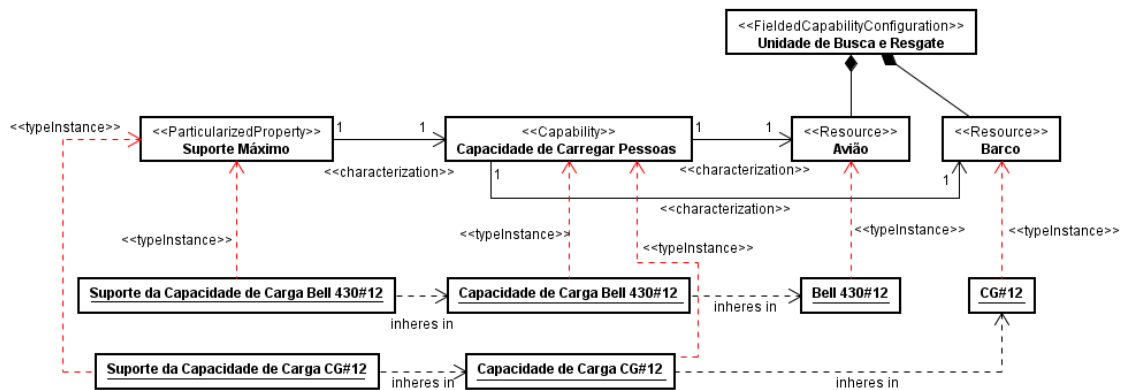 <<FieldedCapabilityConfiguration>>
Unidade de Busca e Resgate
<<typeInstance>>
<<ParticularizedProperty>>
Suporte Máximo
1
1
<<characterization>>
<<Capability>>
Capacidade de Carregar Pessoas
1
1
<<characterization>>
<<Resource>>
Avião
<<Resource>>
Barco
1
1
<<characterization>>
<<typeInstance>>
<<typeInstance>>
<<typeInstance>>
<<typeInstance>>
<<typeInstance>>
Suporte da Capacidade de Carga Bell 430#12
inheres in
Capacidade de Carga Bell 430#12
inheres in
Bell 430#12
CG#12
Suporte da Capacidade de Carga CG#12
inheres in
Capacidade de Carga CG#12
inheres in